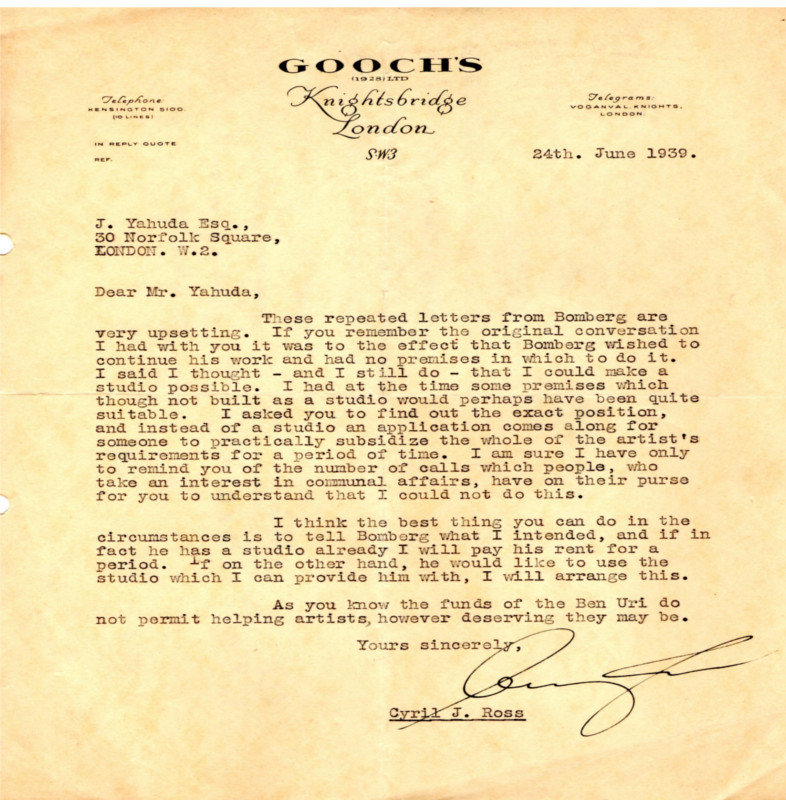 GOOCH'S
(1928) LTD
Knightsbridge
London
S·W3
Telephone:
KENSINGTON 5100.
(10 LINES)
IN REPLY QUOTE
REF.
Telegrams:
VOGANVAL, KNIGHTS,
LONDON.
24th. June 1939.
J. Yahuda Esq.,
30 Norfolk Square,
LONDON. W.2.
Dear Mr. Yahuda,
These repeated letters from Bomberg are
very upsetting. If you remember the original conversation
I had with you it was to the effect that Bomberg wished to
continue his work and had no premises in which to do it.
I said I thought - and I still do - that I could make a
studio possible. I had at the time some premises which
though not built as a studio would perhaps have been quite
suitable. I asked you to find out the exact position,
and instead of a studio an application comes along for
someone to practically subsidize the whole of the artist's
requirements for a period of time. I am sure I have only
to remind you of the number of calls which people, who
take an interest in communal affairs, have on their purse
for you to understand that I could not do this.
I think the best thing you can do in the
circumstances is to tell Bomberg what I intended, and if in
fact he has a studio already I will pay his rent for a
period. If on the other hand, he would like to use the
studio which I can provide him with, I will arrange this.
As you know the funds of the Ben Uri do
not permit helping artists, however deserving they may be.
Yours sincerely,
Cyril J. Ross